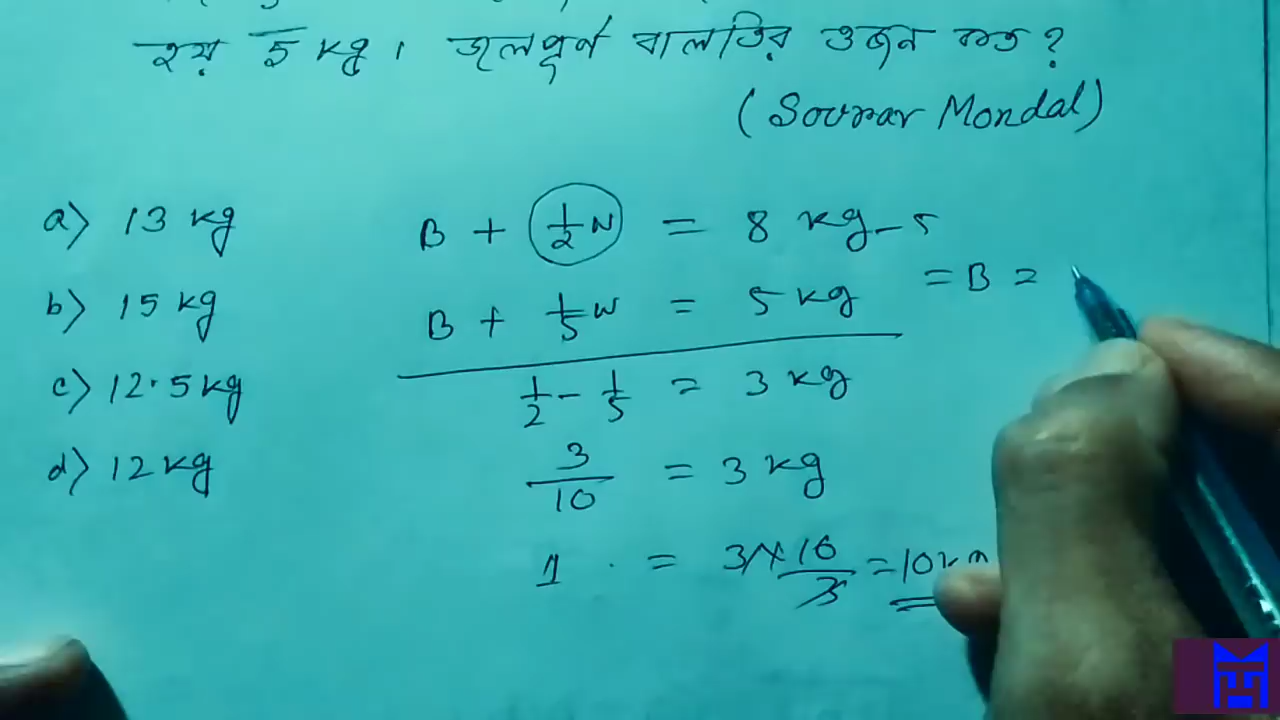 হয় 5 kg। জলপূর্ণ বালতির ওজন কত?
(Sourav Mondal)
a) 13 kg
b) 15 kg
c) 12.5 kg
d) 12 kg
B + 1/2 W = 8 kg - 5
B + 1/5 W = 5 kg
= B =
1/2 - 1/5 = 3 kg
3/10 = 3 kg
1 = 3 × 10/3 = 10